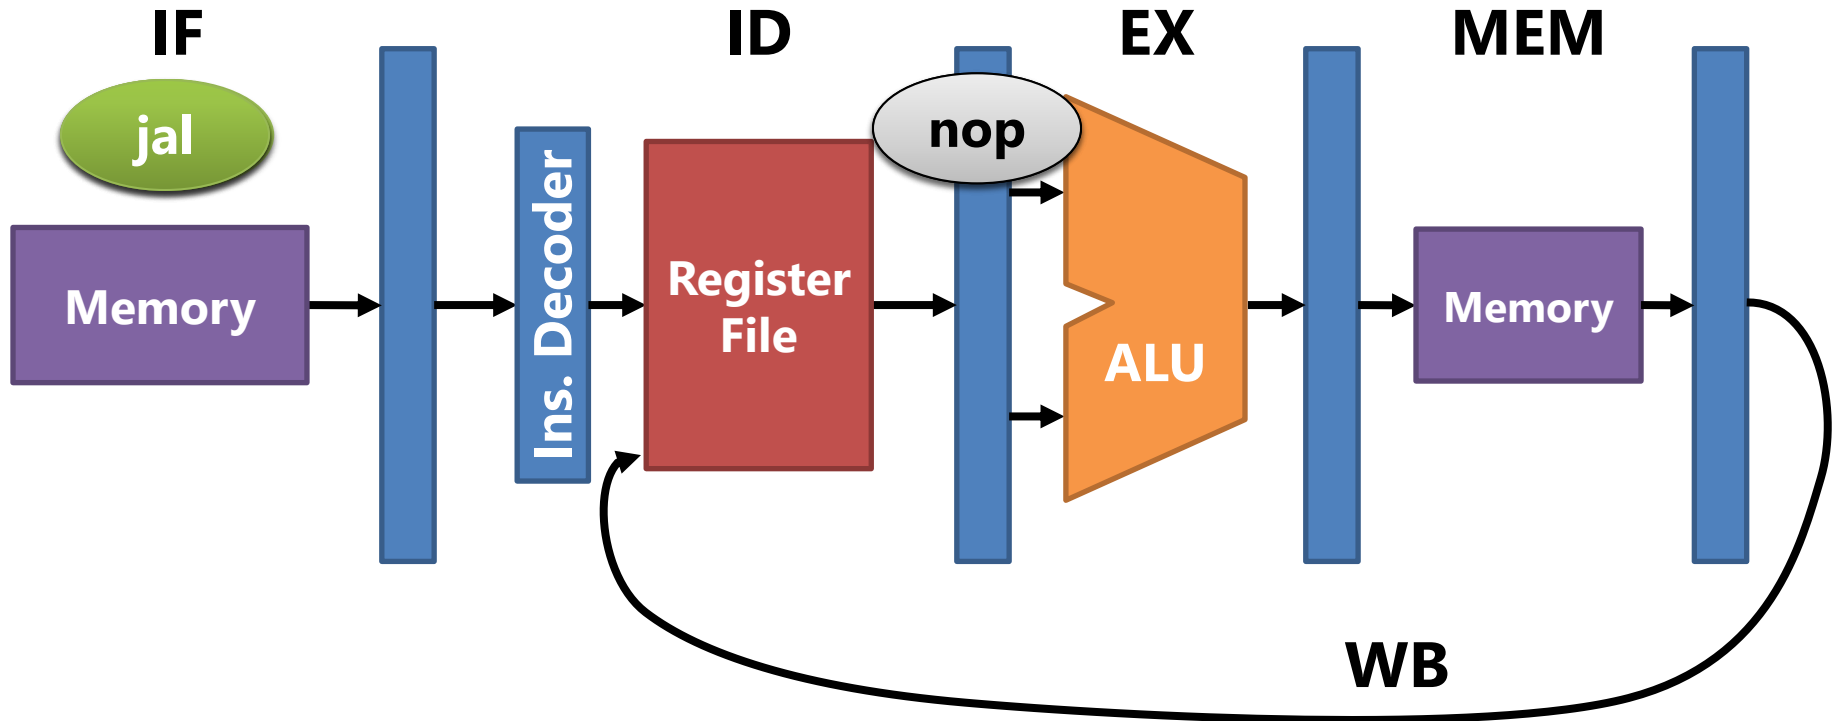 IF
ID
EX
MEM
jal
nop
Memory
Ins. Decoder
Register
File
ALU
Memory
WB